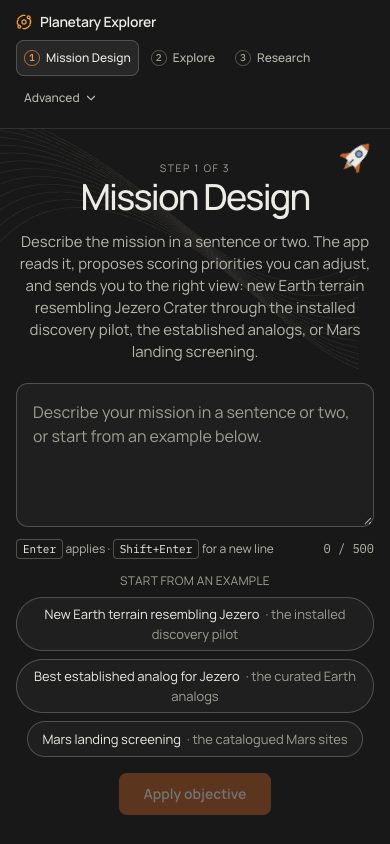 Planetary Explorer
1 Mission Design
2 Explore
3 Research
Advanced
STEP 1 OF 3
Mission Design
Describe the mission in a sentence or two. The app
reads it, proposes scoring priorities you can adjust,
and sends you to the right view: new Earth terrain
resembling Jezero Crater through the installed
discovery pilot, the established analogs, or Mars
landing screening.
Describe your mission in a sentence or two,
or start from an example below.
Enter applies · Shift+Enter for a new line
0 / 500
START FROM AN EXAMPLE
New Earth terrain resembling Jezero · the installed
discovery pilot
Best established analog for Jezero · the curated Earth
analogs
Mars landing screening · the catalogued Mars sites
Apply objective